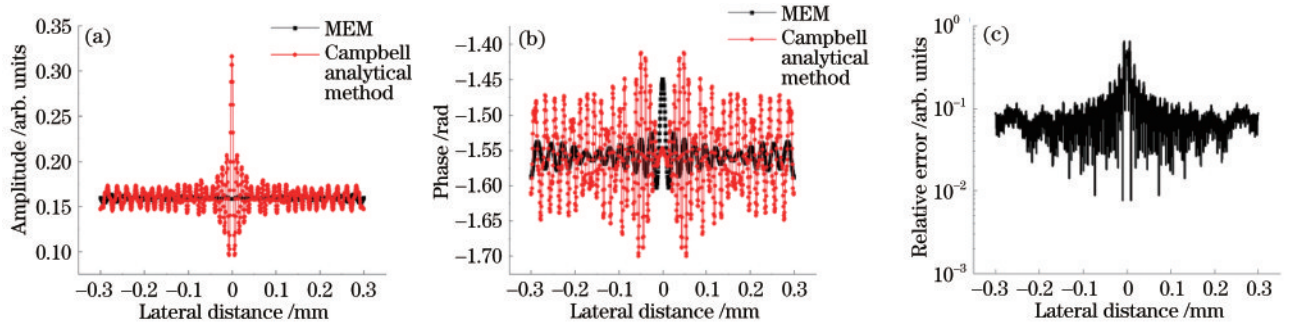 (a)
MEM
Campbell
analytical
method
Amplitude /arb. units
0.35
0.30
0.25
0.20
0.15
0.10
−0.3 −0.2 −0.1 0 0.1 0.2 0.3
Lateral distance /mm
(b)
MEM
Campbell
analytical
method
Phase /rad
−1.40
−1.45
−1.50
−1.55
−1.60
−1.65
−1.70
−0.3 −0.2 −0.1 0 0.1 0.2 0.3
Lateral distance /mm
(c)
Relative error /arb. units
10⁰
10⁻¹
10⁻²
10⁻³
−0.3 −0.2 −0.1 0 0.1 0.2 0.3
Lateral distance /mm